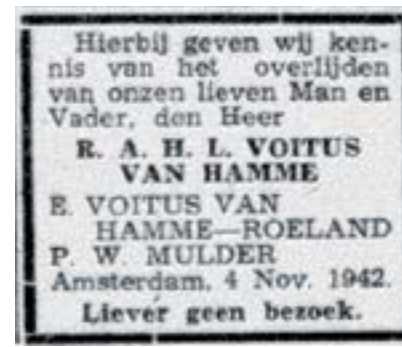 Hierbij geven wij ken-
nis van het overlijden
van onzen lieven Man en
Vader, den Heer
R. A. H. L. VOITUS
VAN HAMME
E. VOITUS VAN
HAMME—ROELAND
P. W. MULDER
Amsterdam, 4 Nov. 1942.
Liever geen bezoek.